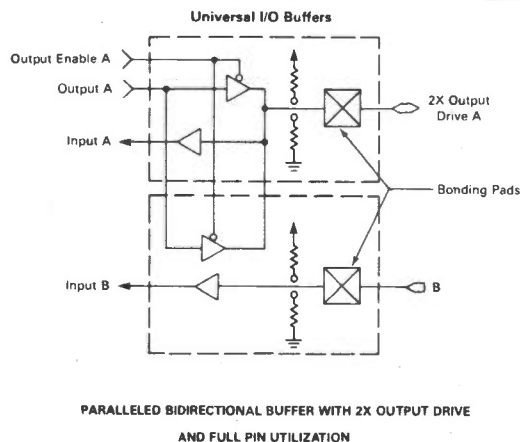 Universal I/O Buffers
Output Enable A
Output A
2X Output
Drive A
Input A
Bonding Pads
Input B
B
PARALLELED BIDIRECTIONAL BUFFER WITH 2X OUTPUT DRIVE
AND FULL PIN UTILIZATION